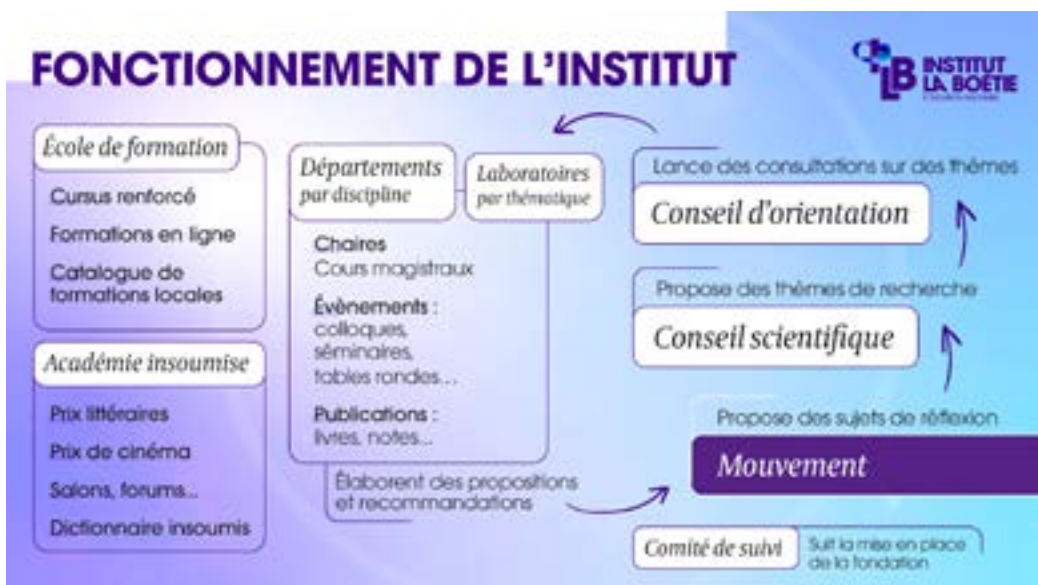 FONCTIONNEMENT DE L'INSTITUT
INSTITUT
LA BOÉTIE
École de formation
Cursus renforcé
Formations en ligne
Catalogue de
formations locales
Académie insoumise
Prix littéraires
Prix de cinéma
Salons, forums...
Dictionnaire insoumis
Départements
par discipline
Laboratoires
par thématique
Chaires
Cours magistraux
Évènements :
colloques,
séminaires,
tables rondes...
Publications :
livres, notes...
Élaborent des propositions
et recommandations
Lance des consultations sur des thèmes
Conseil d'orientation
Propose des thèmes de recherche
Conseil scientifique
Propose des sujets de réflexion
Mouvement
Comité de suivi
Suit la mise en place
de la fondation